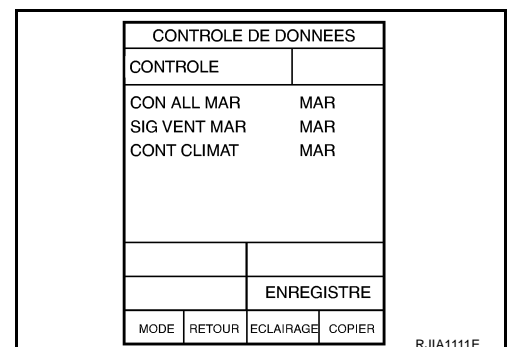 CONTROLE DE DONNEES
CONTROLE
CON ALL MAR MAR
SIG VENT MAR MAR
CONT CLIMAT MAR
ENREGISTRE
MODE RETOUR ECLAIRAGE COPIER